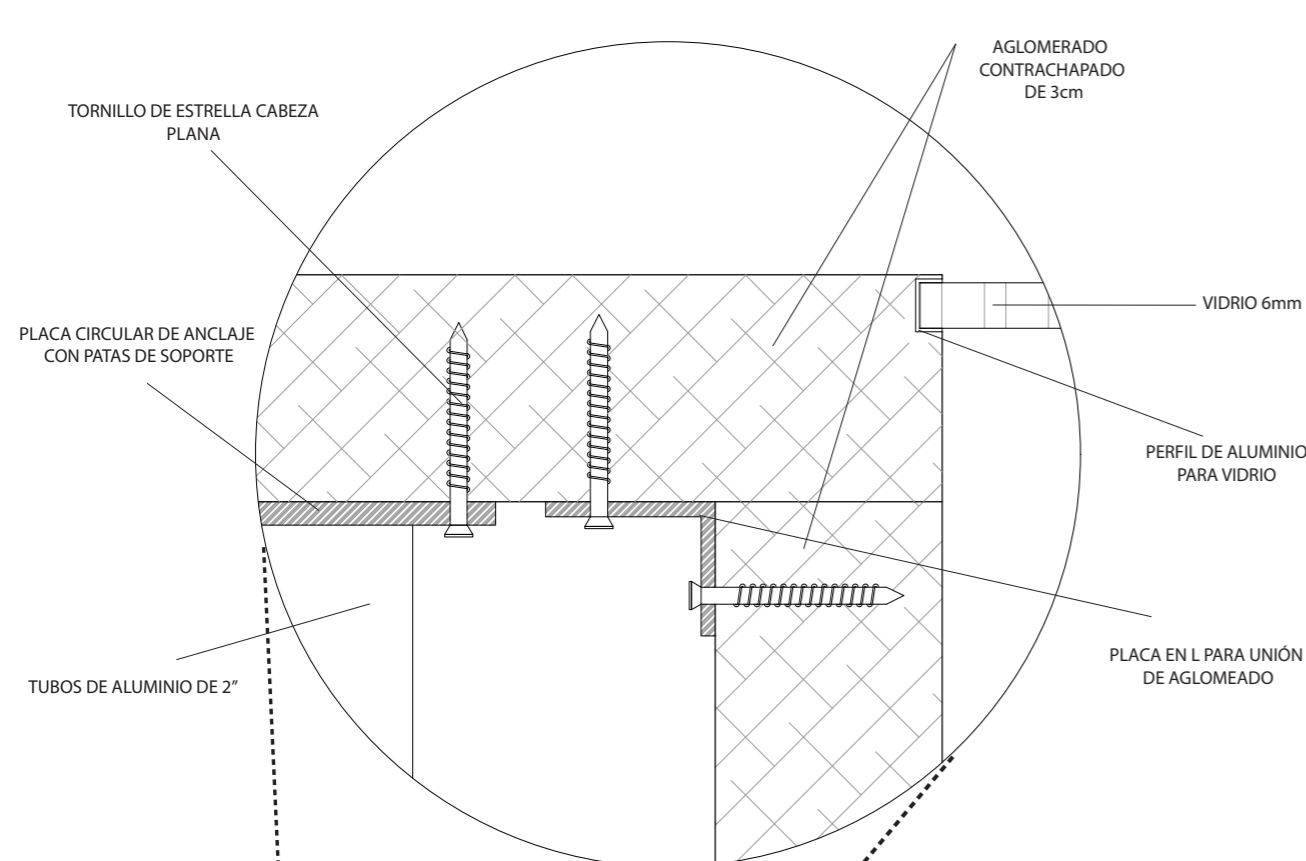 AGLOMERADO
CONTRACHAPADO
DE 3cm
TORNILLO DE ESTRELLA CABEZA
PLANA
VIDRIO 6mm
PLACA CIRCULAR DE ANCLAJE
CON PATAS DE SOPORTE
PERFIL DE ALUMINIO
PARA VIDRIO
PLACA EN L PARA UNIÓN
DE AGLOMEADO
TUBOS DE ALUMINIO DE 2”